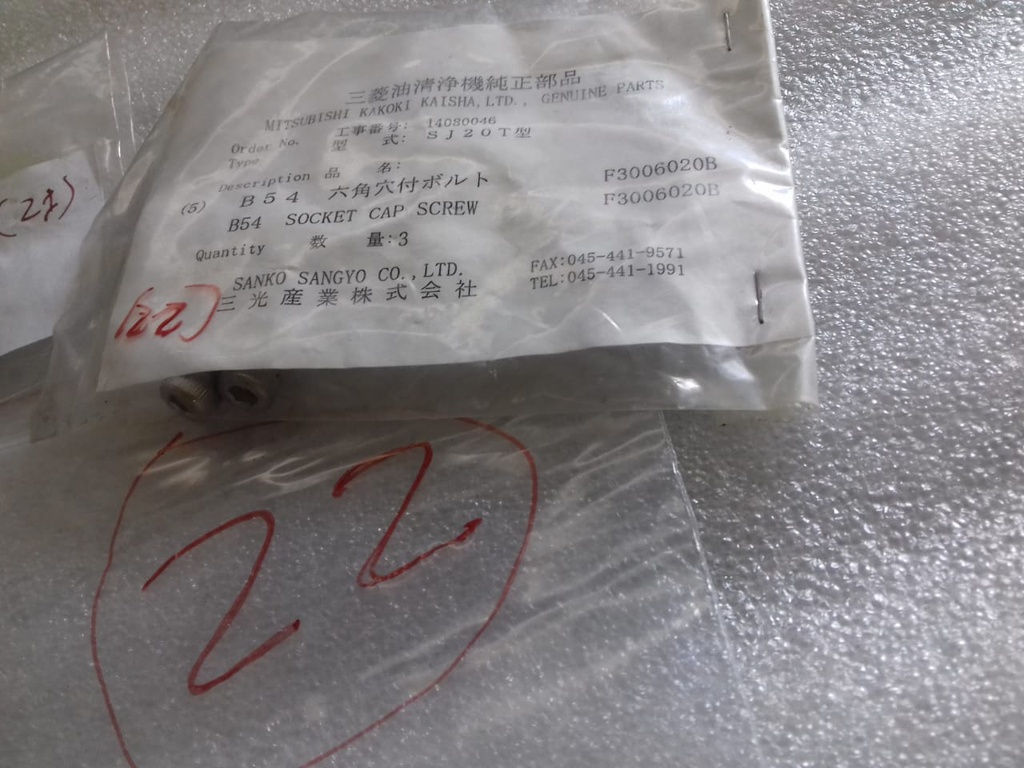 三菱油清浄機純正部品
MITSUBISHI KAKOKI KAISHA,LTD., GENUINE PARTS
Order No. 工事番号: 14080046
Type 型 式: SJ20T型
Description 品 名:
(5) B54 六角穴付ボルト F3006020B
B54 SOCKET CAP SCREW F3006020B
Quantity 数 量:3
SANKO SANGYO CO.,LTD. FAX:045-441-9571
三光産業株式会社 TEL:045-441-1991
(22)
22